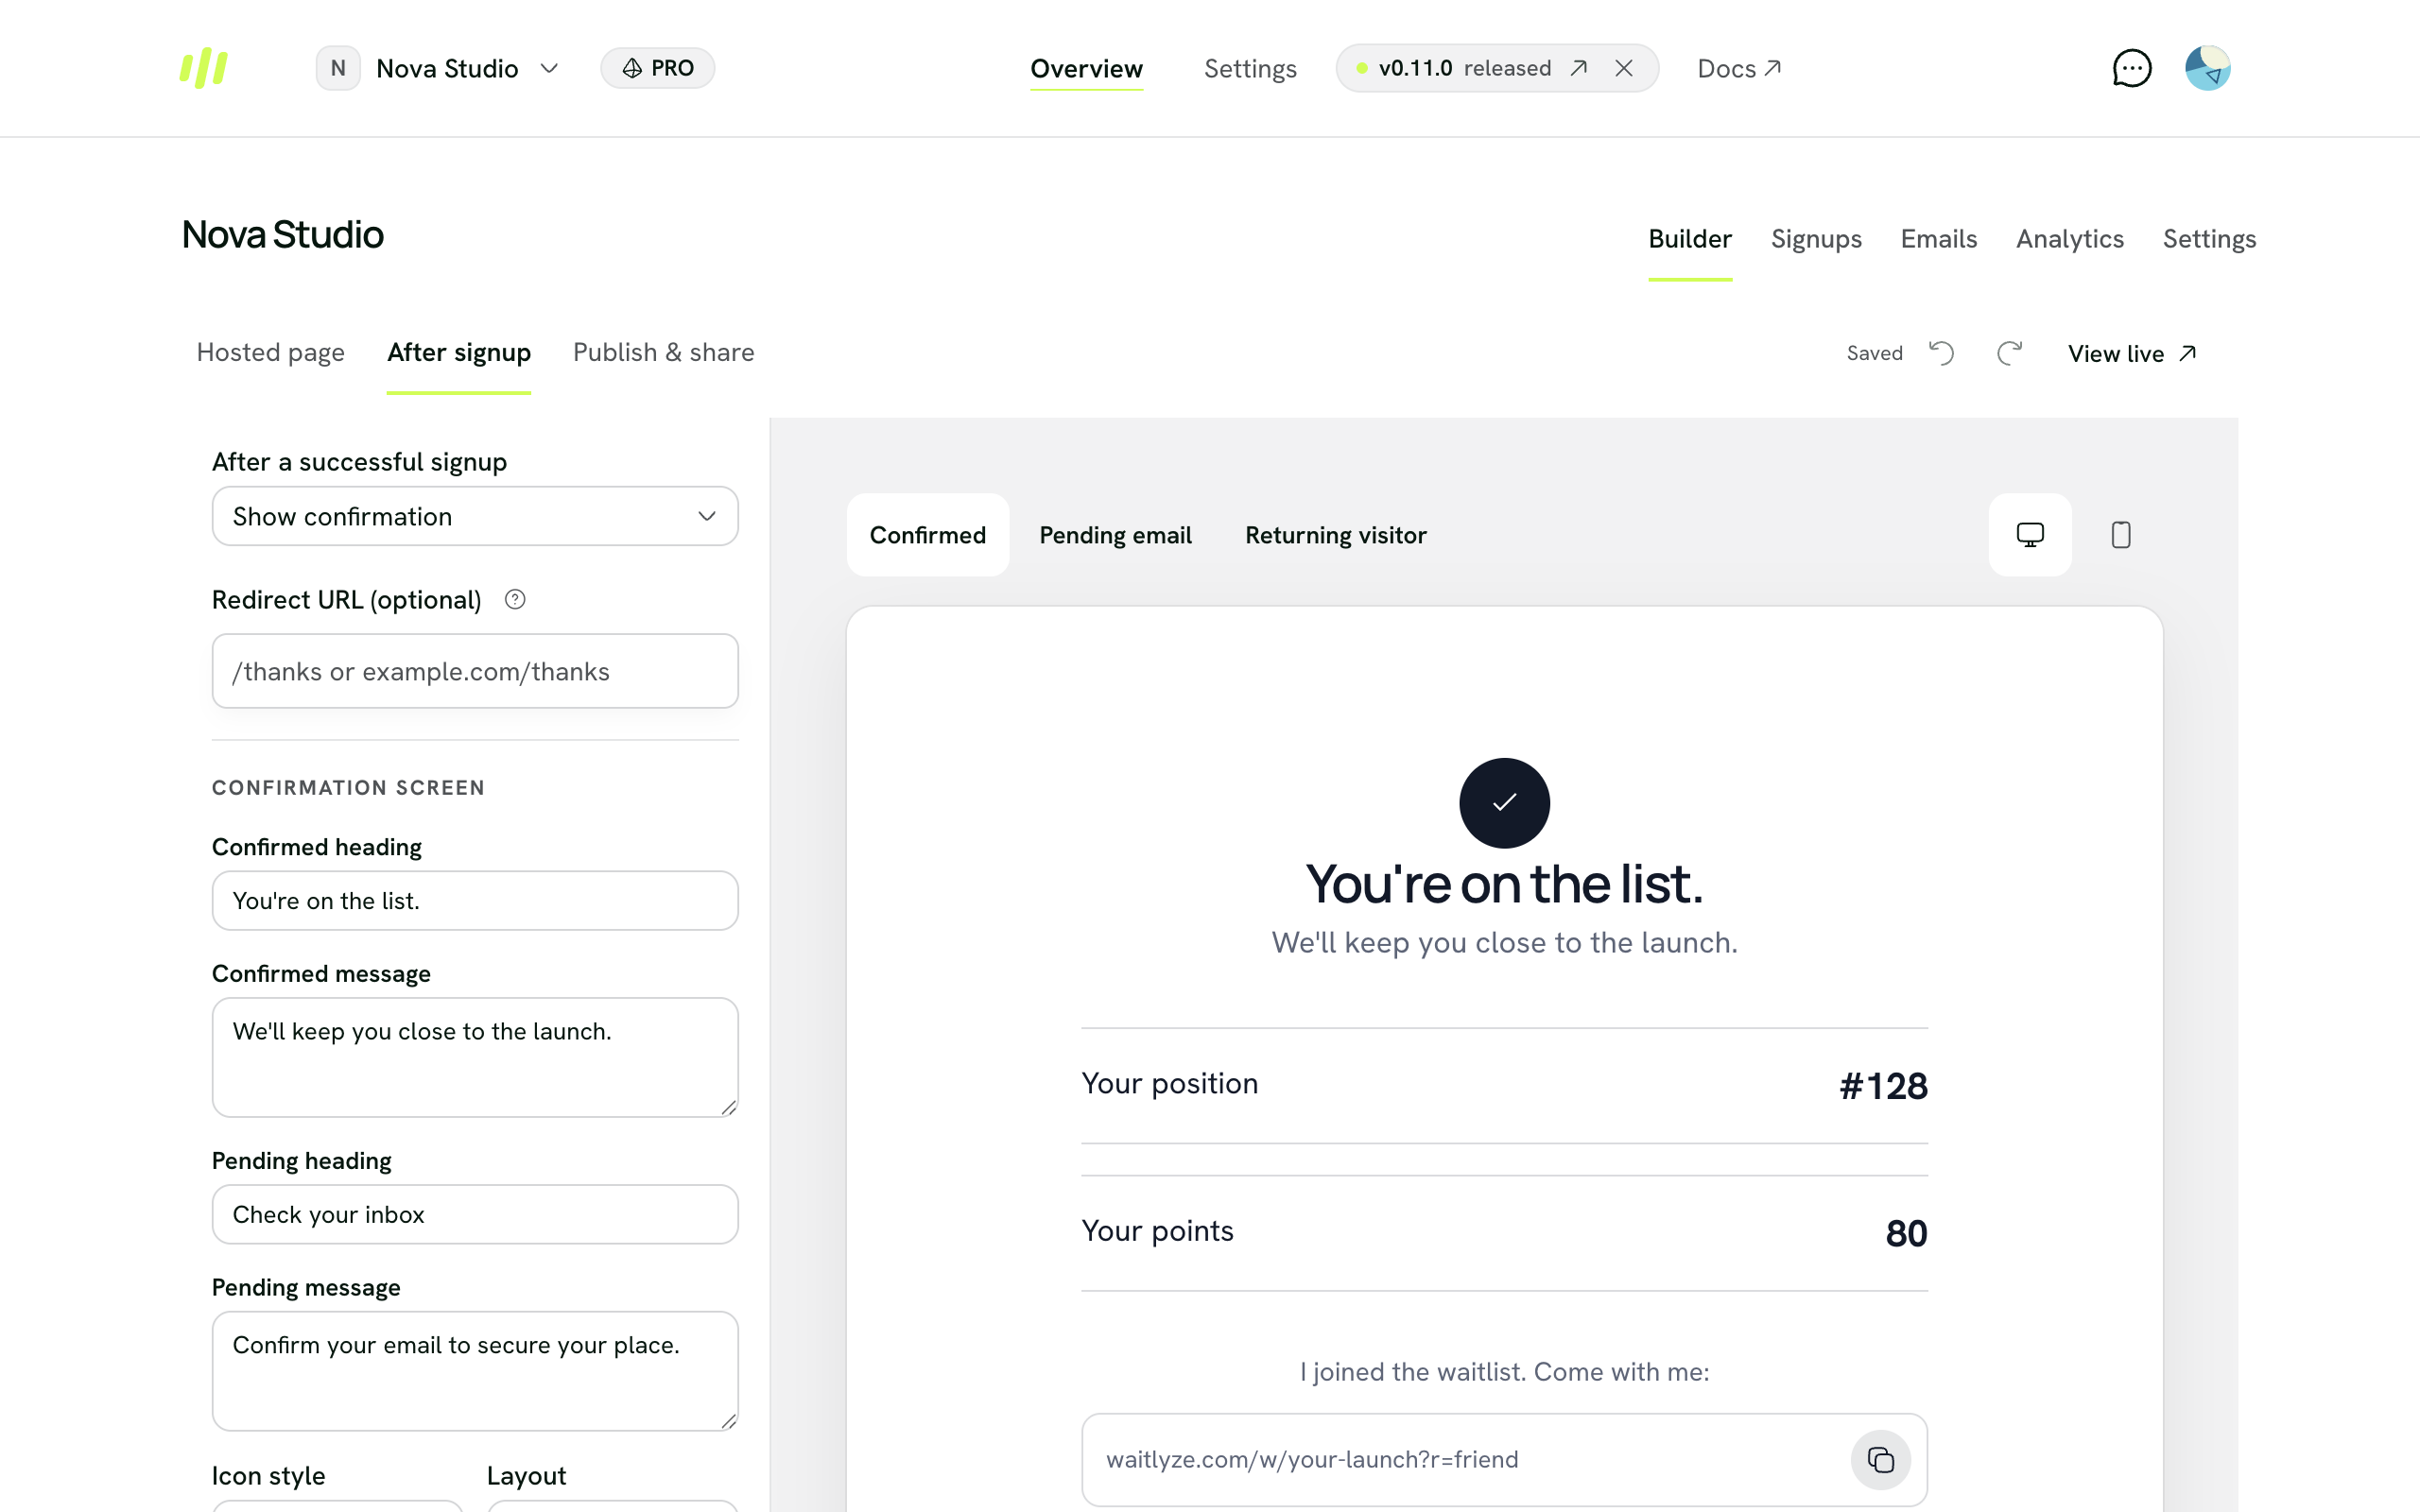 N Nova Studio PRO Overview Settings v0.11.0 released Docs
Nova Studio
Builder Signups Emails Analytics Settings
Hosted page After signup Publish & share Saved View live
After a successful signup
Show confirmation
Redirect URL (optional) ?
/thanks or example.com/thanks
CONFIRMATION SCREEN
Confirmed heading
You're on the list.
Confirmed message
We'll keep you close to the launch.
Pending heading
Check your inbox
Pending message
Confirm your email to secure your place.
Icon style Layout
Confirmed Pending email Returning visitor
You're on the list.
We'll keep you close to the launch.
Your position #128
Your points 80
I joined the waitlist. Come with me:
waitlyze.com/w/your-launch?r=friend